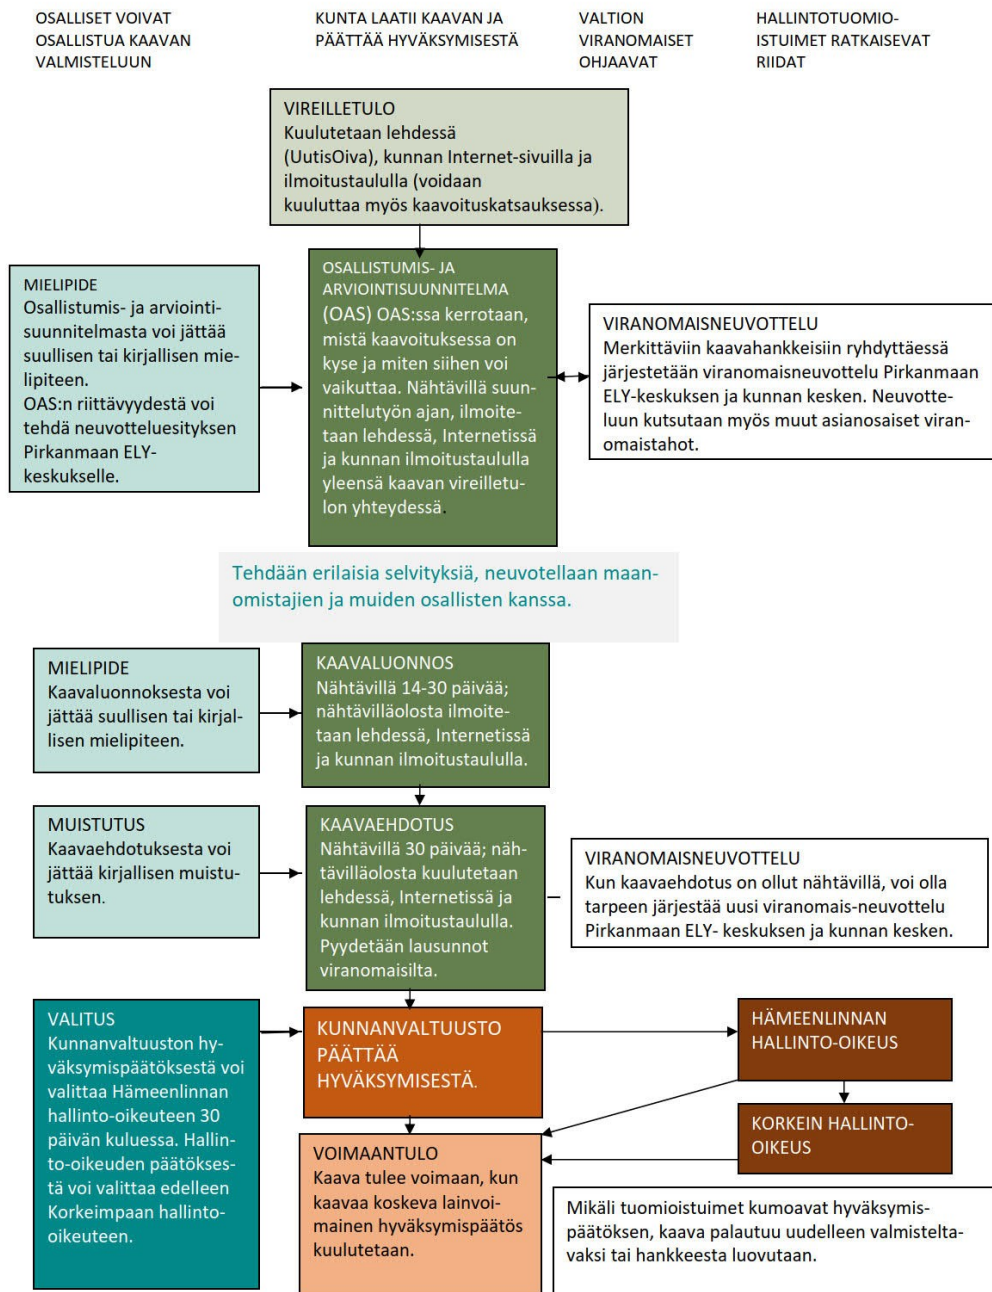 OSALLISET VOIVAT
OSALLISTUA KAAVAN
VALMISTELUUN
KUNTA LAATII KAAVAN JA
PÄÄTTÄÄ HYVÄKSYMISESTÄ
VALTION
VIRANOMAISET
OHJAAVAT
HALLINTOTUOMIO-
ISTUIMET RATKAISEVAT
RIIDAT
VIREILLETULO
Kuulutetaan lehdessä
(UutisOiva), kunnan Internet-sivuilla ja
ilmoitustaululla (voidaan
kuuluttaa myös kaavoituskatsauksessa).
MIELIPIDE
Osallistumis- ja arviointi-
suunnitelmasta voi jättää
suullisen tai kirjallisen mie-
lipiteen.
OAS:n riittävyydestä voi
tehdä neuvotteluesityksen
Pirkanmaan ELY-
keskukselle.
OSALLISTUMIS- JA
ARVIOINTISUUNNITELMA
(OAS) OAS:ssa kerrotaan,
mistä kaavoituksessa on
kyse ja miten siihen voi
vaikuttaa. Nähtävillä suun-
nittelutyön ajan, ilmoite-
taan lehdessä, Internetissä
ja kunnan ilmoitustaululla
yleensä kaavan vireilletu-
lon yhteydessä.
VIRANOMAISNEUVOTTELU
Merkittäviin kaavahankkeisiin ryhdyttäessä
järjestetään viranomaisneuvottelu Pirkanmaan
ELY-keskuksen ja kunnan kesken. Neuvotte-
luun kutsutaan myös muut asianosaiset viran-
omaistahot.
Tehdään erilaisia selvityksiä, neuvotellaan maan-
omistajien ja muiden osallisten kanssa.
MIELIPIDE
Kaavaluonnoksesta voi
jättää suullisen tai kirjal-
lisen mielipiteen.
KAAVALUONNOS
Nähtävillä 14-30 päivää;
nähtävilläolosta ilmoite-
taan lehdessä, Internetissä
ja kunnan ilmoitustaululla.
MUISTUTUS
Kaavaehdotuksesta voi
jättää kirjallisen muistu-
tuksen.
KAAVAEHDOTUS
Nähtävillä 30 päivää; näh-
tävilläolosta kuulutetaan
lehdessä, Internetissä ja
kunnan ilmoitustaululla.
Pyydetään lausunnot
viranomaisilta.
VIRANOMAISNEUVOTTELU
Kun kaavaehdotus on ollut nähtävillä, voi olla
tarpeen järjestää uusi viranomais-neuvottelu
Pirkanmaan ELY- keskuksen ja kunnan kesken.
VALITUS
Kunnanvaltuuston hy-
väksymispäätöksestä voi
valittaa Hämeenlinnan
hallinto-oikeuteen 30
päivän kuluessa. Hallin-
to-oikeuden päätökses-
tä voi valittaa edelleen
Korkeimpaan hallinto-
oikeuteen.
KUNNANVALTUUSTO
PÄÄTTÄÄ
HYVÄKSYMISESTÄ.
HÄMEENLINNAN
HALLINTO-OIKEUS
KORKEIN HALLINTO-
OIKEUS
VOIMAANTULO
Kaava tulee voimaan, kun
kaavaa koskeva lainvoi-
mainen hyväksymispäätös
kuulutetaan.
Mikäli tuomioistuimet kumoavat hyväksymis-
päätöksen, kaava palautuu uudelleen valmistelta-
vaksi tai hankkeesta luovutaan.